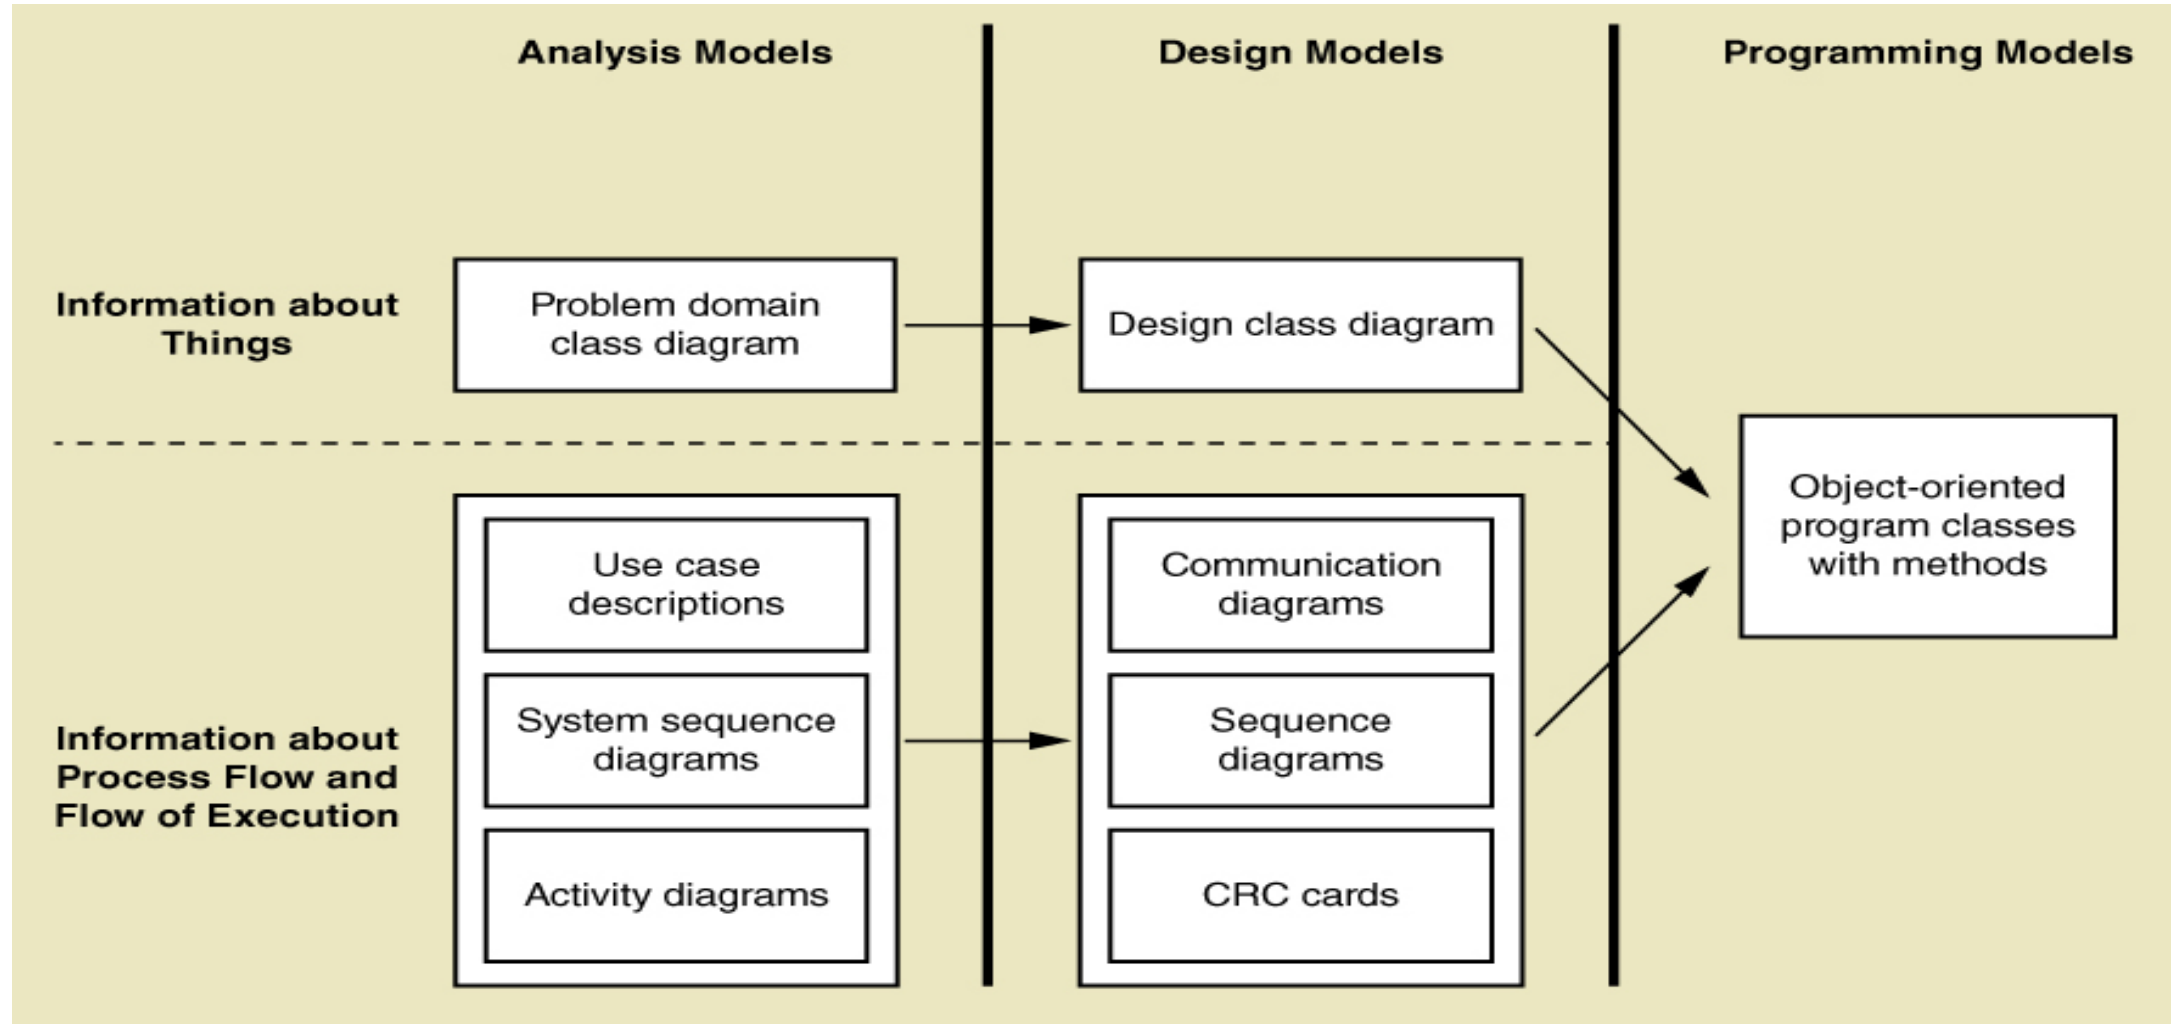 Analysis Models
Design Models
Programming Models
Information about
Things
Problem domain
class diagram
Design class diagram
Object-oriented
program classes
with methods
Information about
Process Flow and
Flow of Execution
Use case
descriptions
System sequence
diagrams
Activity diagrams
Communication
diagrams
Sequence
diagrams
CRC cards